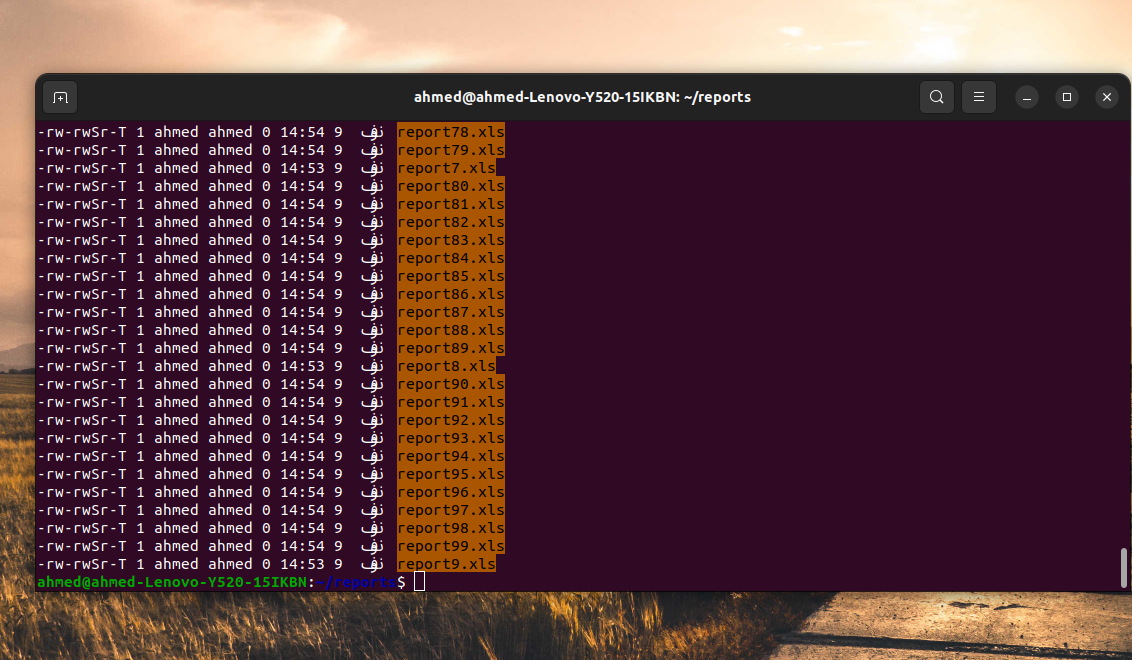 ahmed@ahmed-Lenovo-Y520-15IKBN: ~/reports
-rw-rwSr-T 1 ahmed ahmed 0 14:54 9 نوف report78.xls
-rw-rwSr-T 1 ahmed ahmed 0 14:54 9 نوف report79.xls
-rw-rwSr-T 1 ahmed ahmed 0 14:53 9 نوف report7.xls
-rw-rwSr-T 1 ahmed ahmed 0 14:54 9 نوف report80.xls
-rw-rwSr-T 1 ahmed ahmed 0 14:54 9 نوف report81.xls
-rw-rwSr-T 1 ahmed ahmed 0 14:54 9 نوف report82.xls
-rw-rwSr-T 1 ahmed ahmed 0 14:54 9 نوف report83.xls
-rw-rwSr-T 1 ahmed ahmed 0 14:54 9 نوف report84.xls
-rw-rwSr-T 1 ahmed ahmed 0 14:54 9 نوف report85.xls
-rw-rwSr-T 1 ahmed ahmed 0 14:54 9 نوف report86.xls
-rw-rwSr-T 1 ahmed ahmed 0 14:54 9 نوف report87.xls
-rw-rwSr-T 1 ahmed ahmed 0 14:54 9 نوف report88.xls
-rw-rwSr-T 1 ahmed ahmed 0 14:54 9 نوف report89.xls
-rw-rwSr-T 1 ahmed ahmed 0 14:53 9 نوف report8.xls
-rw-rwSr-T 1 ahmed ahmed 0 14:54 9 نوف report90.xls
-rw-rwSr-T 1 ahmed ahmed 0 14:54 9 نوف report91.xls
-rw-rwSr-T 1 ahmed ahmed 0 14:54 9 نوف report92.xls
-rw-rwSr-T 1 ahmed ahmed 0 14:54 9 نوف report93.xls
-rw-rwSr-T 1 ahmed ahmed 0 14:54 9 نوف report94.xls
-rw-rwSr-T 1 ahmed ahmed 0 14:54 9 نوف report95.xls
-rw-rwSr-T 1 ahmed ahmed 0 14:54 9 نوف report96.xls
-rw-rwSr-T 1 ahmed ahmed 0 14:54 9 نوف report97.xls
-rw-rwSr-T 1 ahmed ahmed 0 14:54 9 نوف report98.xls
-rw-rwSr-T 1 ahmed ahmed 0 14:54 9 نوف report99.xls
-rw-rwSr-T 1 ahmed ahmed 0 14:53 9 نوف report9.xls
ahmed@ahmed-Lenovo-Y520-15IKBN:~/reports$